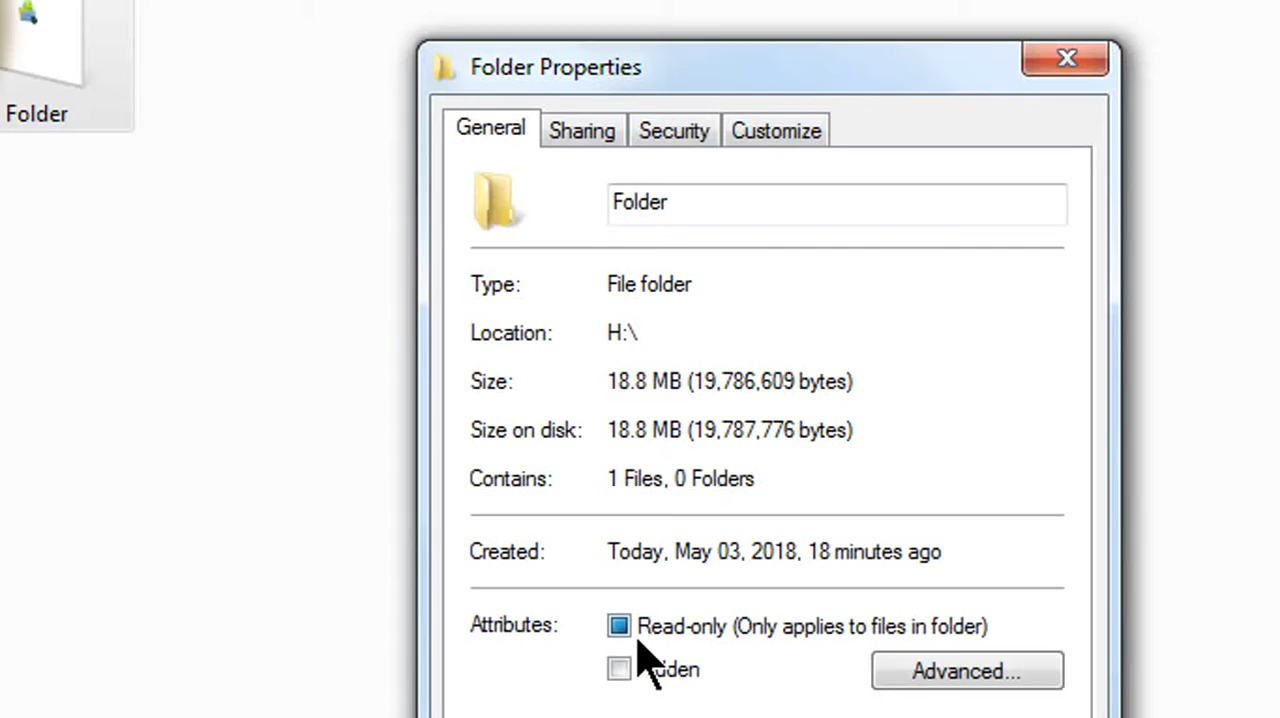 Folder
Folder Properties
General Sharing Security Customize
Folder
Type: File folder
Location: H:\
Size: 18.8 MB (19,786,609 bytes)
Size on disk: 18.8 MB (19,787,776 bytes)
Contains: 1 Files, 0 Folders
Created: Today, May 03, 2018, 18 minutes ago
Attributes: Read-only (Only applies to files in folder)
Advanced...